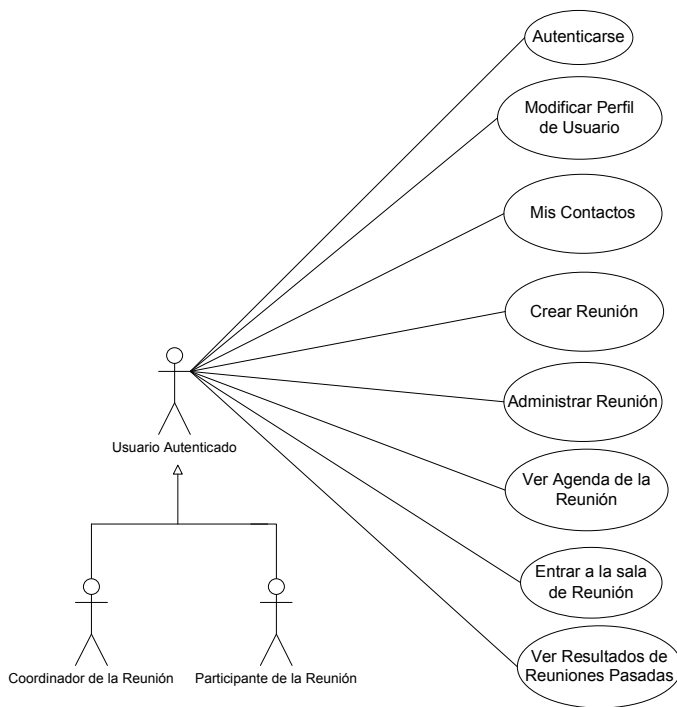 Autenticarse
Modificar Perfil
de Usuario
Mis Contactos
Crear Reunión
Administrar Reunión
Usuario Autenticado
Ver Agenda de la
Reunión
Entrar a la sala
de Reunión
Ver Resultados de
Reuniones Pasadas
Coordinador de la Reunión
Participante de la Reunión